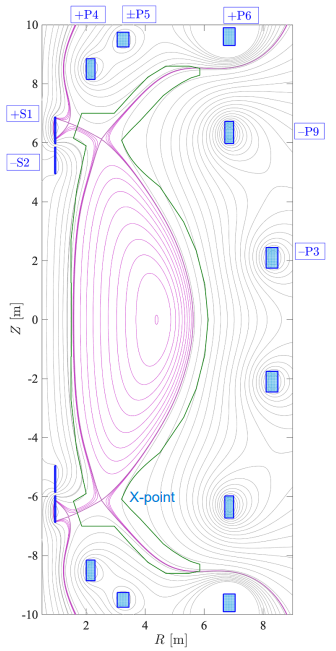 +P4 ±P5 +P6
10
8
+S1
6
−P9
−S2
4
−P3
2
Z [m]
0
-2
-4
-6
X-point
-8
-10
2 4 6 8
R [m]